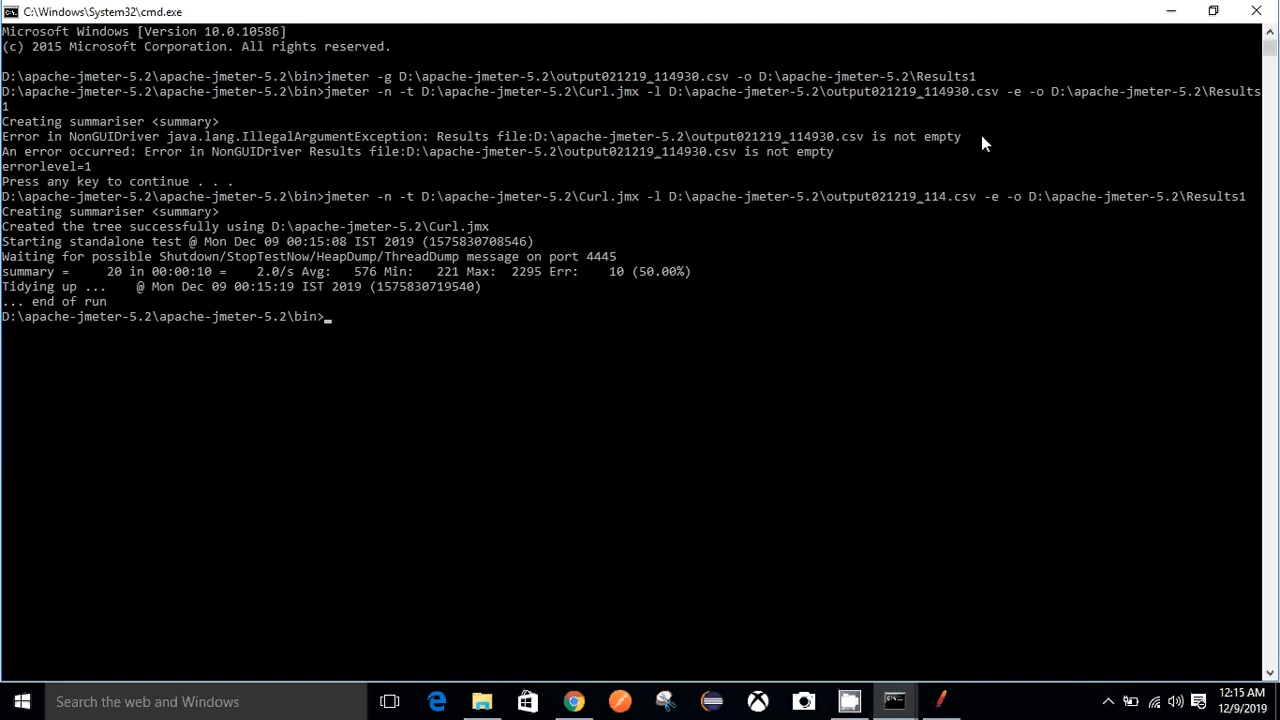 C:\Windows\System32\cmd.exe
Microsoft Windows [Version 10.0.10586]
(c) 2015 Microsoft Corporation. All rights reserved.
D:\apache-jmeter-5.2\apache-jmeter-5.2\bin>jmeter -g D:\apache-jmeter-5.2\output021219_114930.csv -o D:\apache-jmeter-5.2\Results1
D:\apache-jmeter-5.2\apache-jmeter-5.2\bin>jmeter -n -t D:\apache-jmeter-5.2\Curl.jmx -l D:\apache-jmeter-5.2\output021219_114930.csv -e -o D:\apache-jmeter-5.2\Results
1
Creating summariser <summary>
Error in NonGUIDriver java.lang.IllegalArgumentException: Results file:D:\apache-jmeter-5.2\output021219_114930.csv is not empty
An error occurred: Error in NonGUIDriver Results file:D:\apache-jmeter-5.2\output021219_114930.csv is not empty
errorlevel=1
Press any key to continue . . .
D:\apache-jmeter-5.2\apache-jmeter-5.2\bin>jmeter -n -t D:\apache-jmeter-5.2\Curl.jmx -l D:\apache-jmeter-5.2\output021219_114.csv -e -o D:\apache-jmeter-5.2\Results1
Creating summariser <summary>
Created the tree successfully using D:\apache-jmeter-5.2\Curl.jmx
Starting standalone test @ Mon Dec 09 00:15:08 IST 2019 (1575830708546)
Waiting for possible Shutdown/StopTestNow/HeapDump/ThreadDump message on port 4445
summary =     20 in 00:00:10 =    2.0/s Avg:   576 Min:   221 Max:  2295 Err:    10 (50.00%)
Tidying up ...    @ Mon Dec 09 00:15:19 IST 2019 (1575830719540)
... end of run
D:\apache-jmeter-5.2\apache-jmeter-5.2\bin>
Search the web and Windows
12:15 AM
12/9/2019